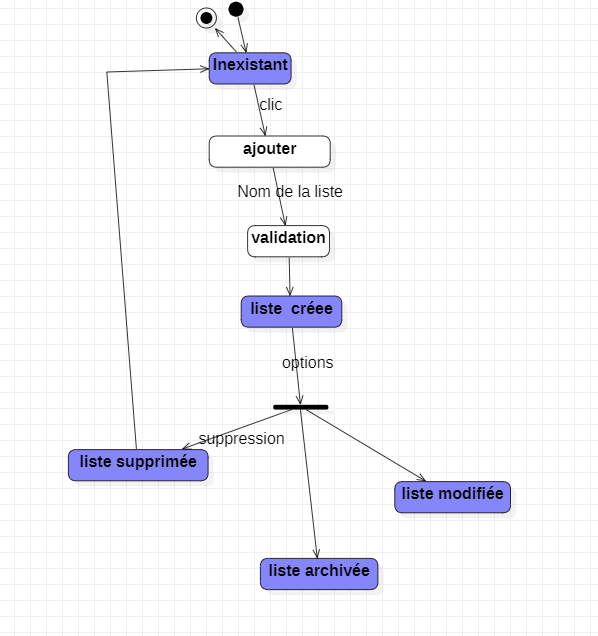 Inexistant
clic
ajouter
Nom de la liste
validation
liste  créee
options
suppression
liste supprimée
liste modifiée
liste archivée